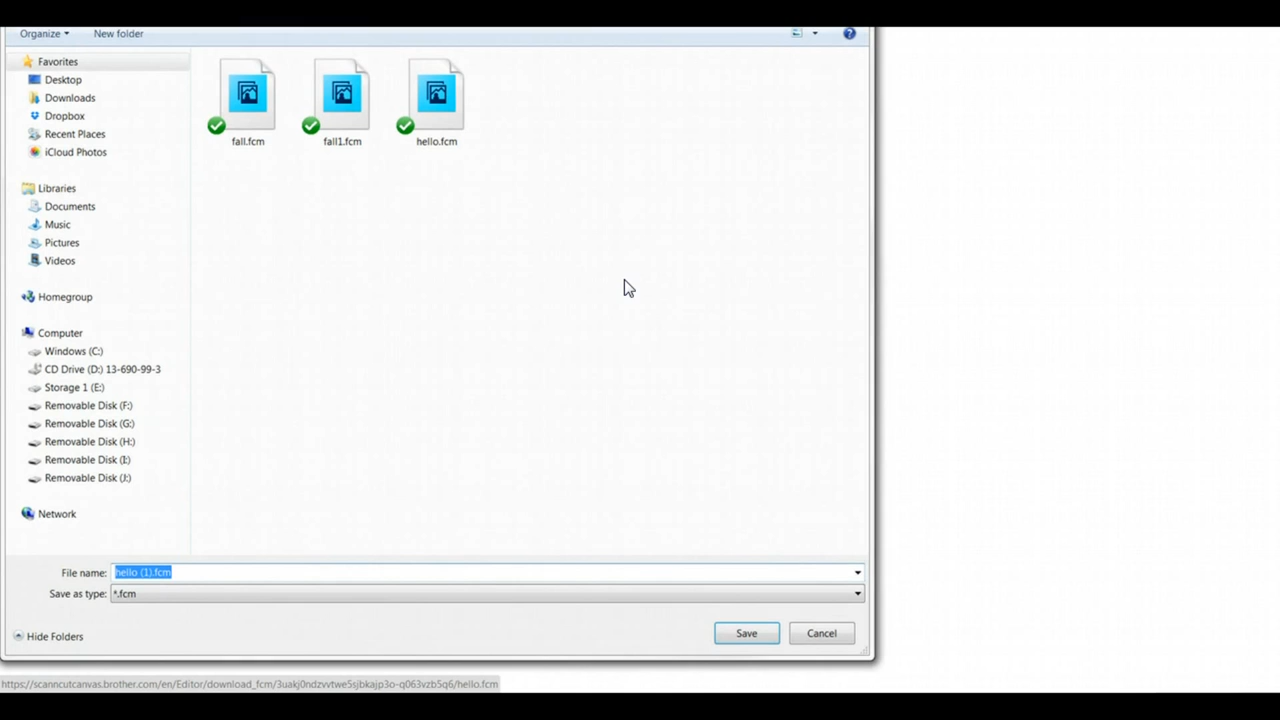 Organize
New folder
Favorites
Desktop
Downloads
Dropbox
Recent Places
iCloud Photos
Libraries
Documents
Music
Pictures
Videos
Homegroup
Computer
Windows (C:)
CD Drive (D:) 13-690-99-3
Storage 1 (E:)
Removable Disk (F:)
Removable Disk (G:)
Removable Disk (H:)
Removable Disk (I:)
Removable Disk (J:)
Network
fall.fcm
fall1.fcm
hello.fcm
File name: hello (1).fcm
Save as type: *.fcm
Hide Folders
Save
Cancel
https://scanncutcanvas.brother.com/en/Editor/download_fcm/3uakj0ndzvvtwe5sjbkajp3o-q063vzb5q6/hello.fcm